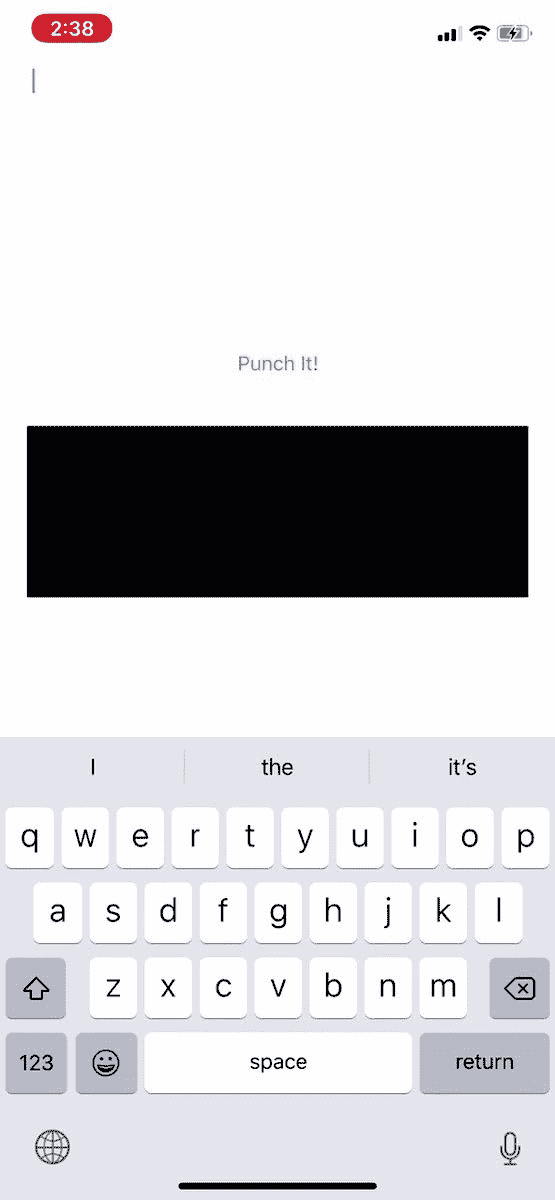 2:38
Punch It!
I the it's
q w e r t y u i o p
a s d f g h j k l
z x c v b n m
123 space return